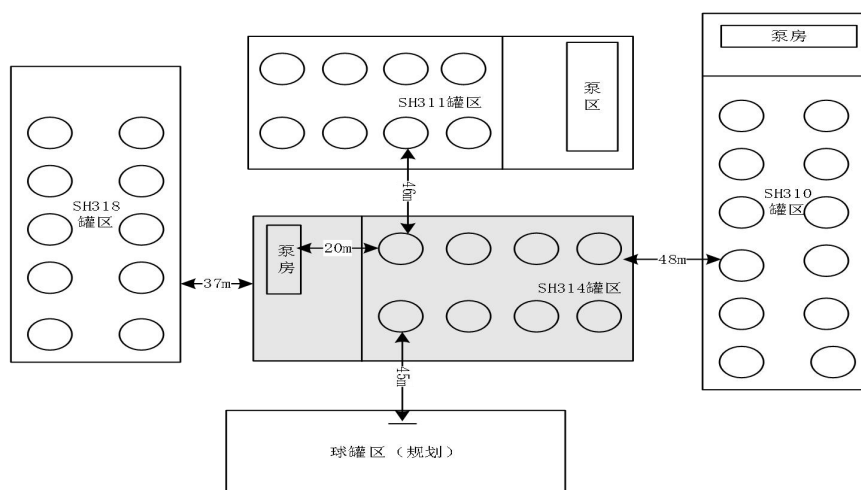 泵房
SH311罐区
泵
区
SH318
罐区
SH310
罐区
46m
泵
房
20m
37m
48m
SH314罐区
45m
球罐区（规划）